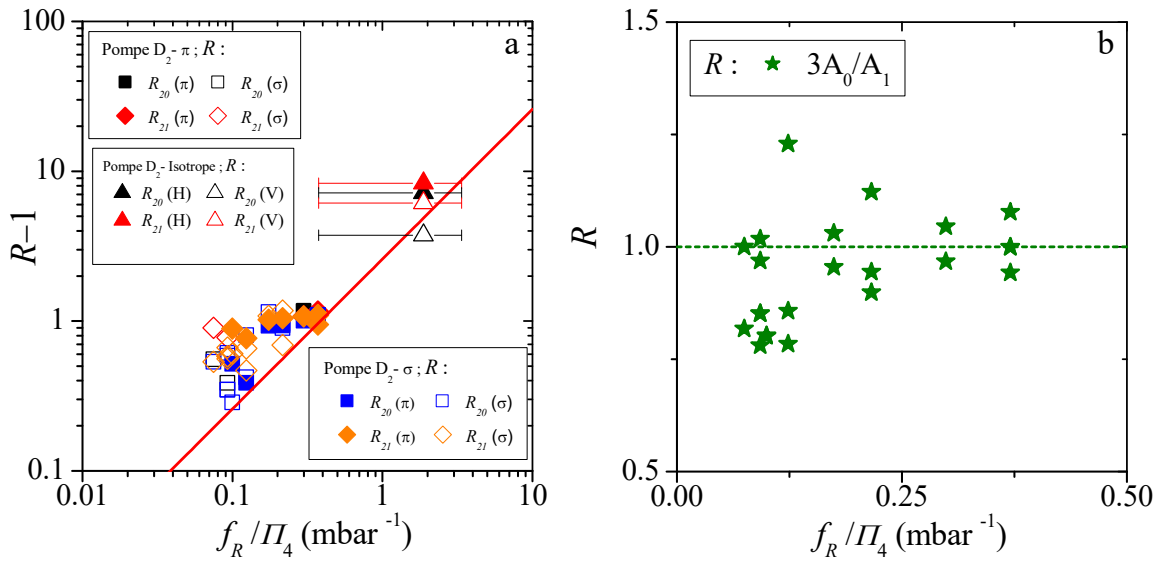 a
100
10
1
0.1
R−1
Pompe D₂- π ; R :
R₂₀ (π) R₂₀ (σ)
R₂₁ (π) R₂₁ (σ)
Pompe D₂- Isotrope ; R :
R₂₀ (H) R₂₀ (V)
R₂₁ (H) R₂₁ (V)
Pompe D₂- σ ; R :
R₂₀ (π) R₂₀ (σ)
R₂₁ (π) R₂₁ (σ)
0.01 0.1 1 10
f_R /Π₄ (mbar ⁻¹)
b
1.5
1.0
0.5
R
R : 3A₀/A₁
0.00 0.25 0.50
f_R /Π₄ (mbar ⁻¹)